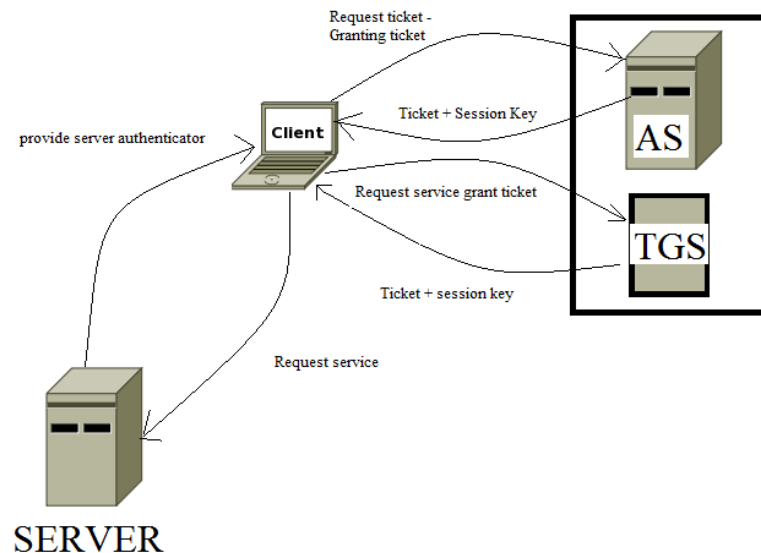 Request ticket -
Granting ticket
Client
Ticket + Session Key
AS
provide server authenticator
Request service grant ticket
TGS
Ticket + session key
Request service
SERVER